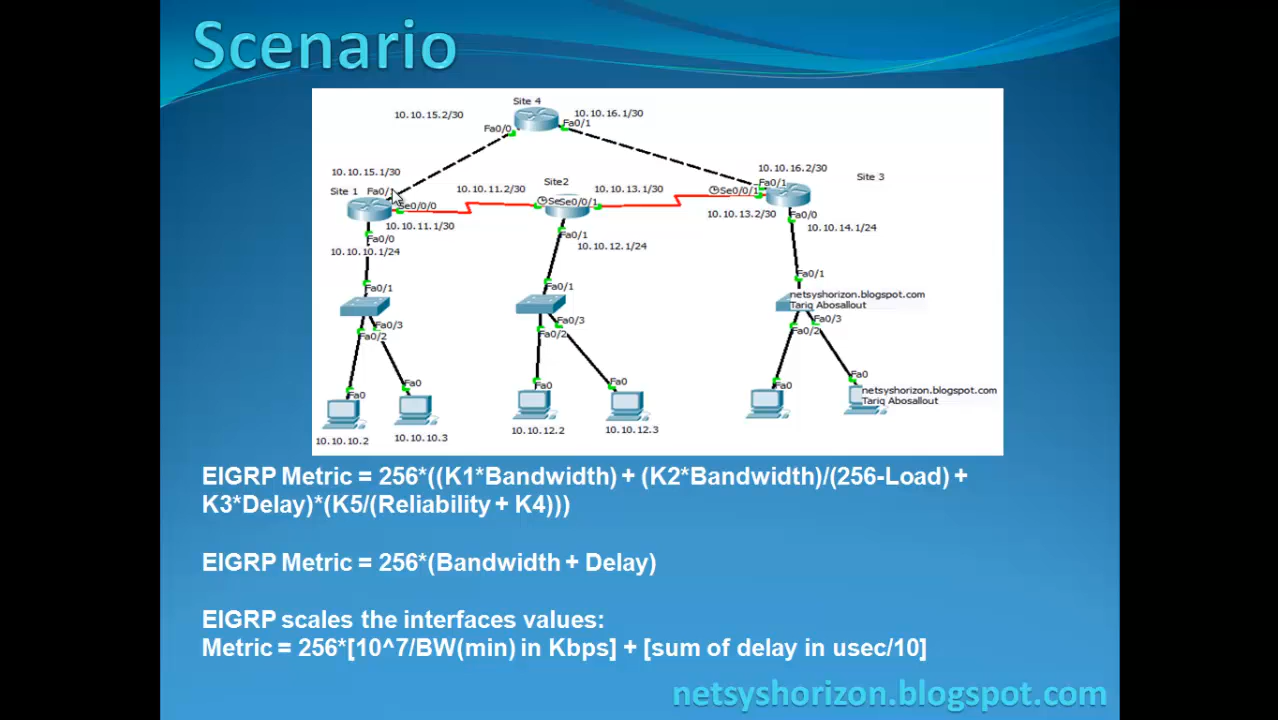 Scenario
Site 4
10.10.15.2/30
10.10.16.1/30
Fa0/0
Fa0/1
10.10.15.1/30
10.10.16.2/30
Site 1
Fa0/1
Site2
Site 3
10.10.11.2/30
10.10.13.1/30
Se0/0/1
Fa0/1
Se0/0/0
Se
Se0/0/1
10.10.11.1/30
10.10.13.2/30
Fa0/0
10.10.14.1/24
Fa0/0
Fa0/1
10.10.10.1/24
10.10.12.1/24
Fa0/1
Fa0/1
Fa0/1
netsyshorizon.blogspot.com
Tariq Abosallout
Fa0/3
Fa0/2
Fa0/3
Fa0/2
Fa0/3
Fa0/2
Fa0
Fa0
Fa0
Fa0
Fa0
Fa0
netsyshorizon.blogspot.com
Tariq Abosallout
10.10.10.2
10.10.10.3
10.10.12.2
10.10.12.3
EIGRP Metric = 256*((K1*Bandwidth) + (K2*Bandwidth)/(256-Load) +
K3*Delay)*(K5/(Reliability + K4)))
EIGRP Metric = 256*(Bandwidth + Delay)
EIGRP scales the interfaces values:
Metric = 256*[10^7/BW(min) in Kbps] + [sum of delay in usec/10]
netsyshorizon.blogspot.com